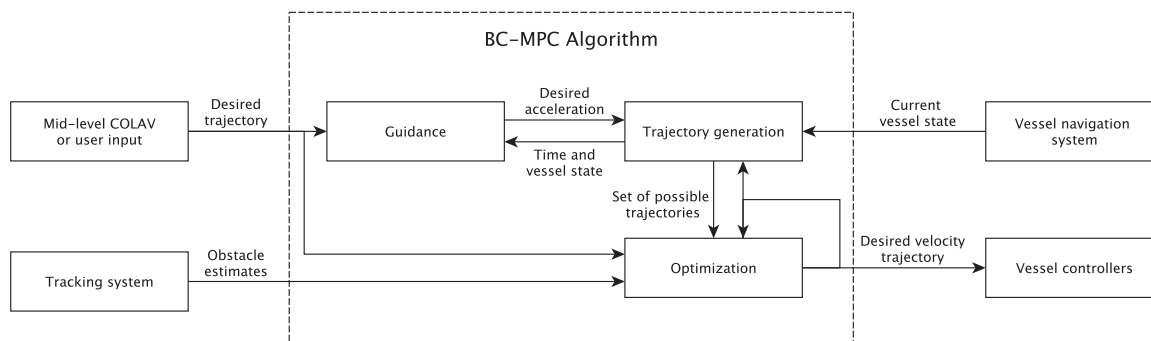 BC-MPC Algorithm
Mid-level COLAV
or user input
Desired
trajectory
Guidance
Desired
acceleration
Time and
vessel state
Trajectory generation
Current
vessel state
Vessel navigation
system
Set of possible
trajectories
Tracking system
Obstacle
estimates
Optimization
Desired velocity
trajectory
Vessel controllers